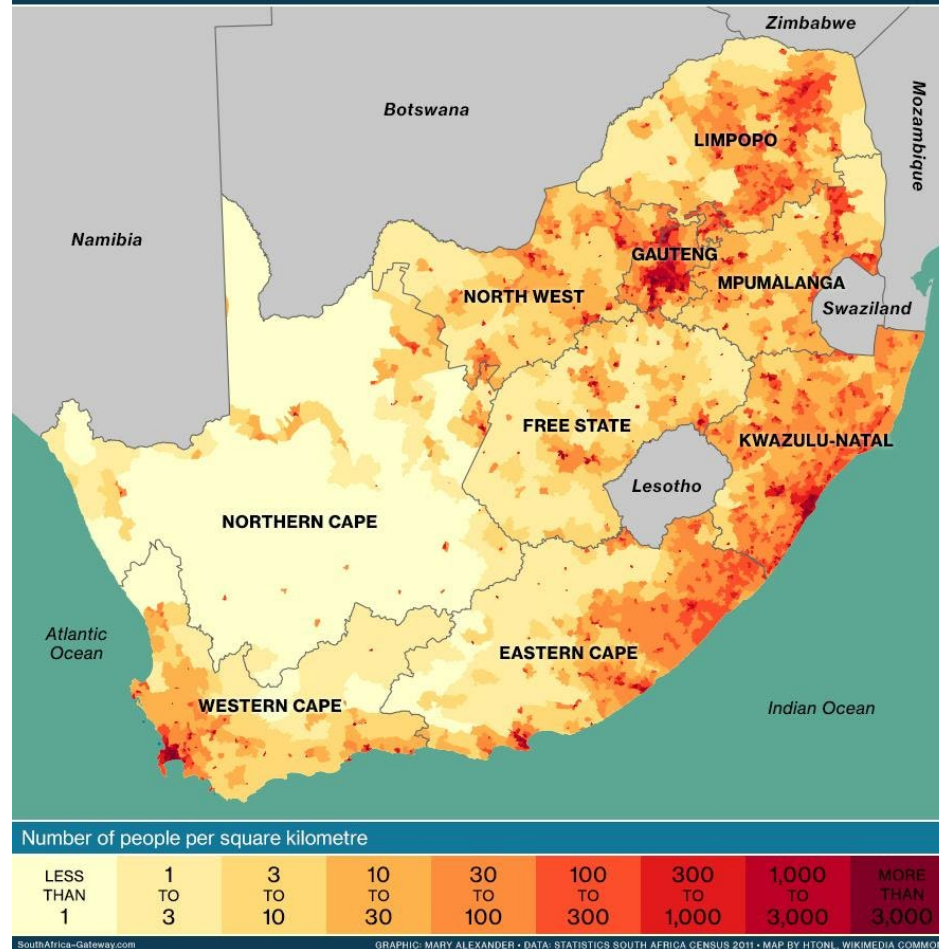 Zimbabwe
Botswana
Mozambique
LIMPOPO
Namibia
GAUTENG
MPUMALANGA
NORTH WEST
Swaziland
FREE STATE
KWAZULU-NATAL
Lesotho
NORTHERN CAPE
Atlantic
Ocean
EASTERN CAPE
WESTERN CAPE
Indian Ocean
Number of people per square kilometre
LESS THAN 1
1 TO 3
3 TO 10
10 TO 30
30 TO 100
100 TO 300
300 TO 1,000
1,000 TO 3,000
MORE THAN 3,000
SouthAfrica-Gateway.com
GRAPHIC: MARY ALEXANDER • DATA: STATISTICS SOUTH AFRICA CENSUS 2011 • MAP BY HTONL, WIKIMEDIA COMMO